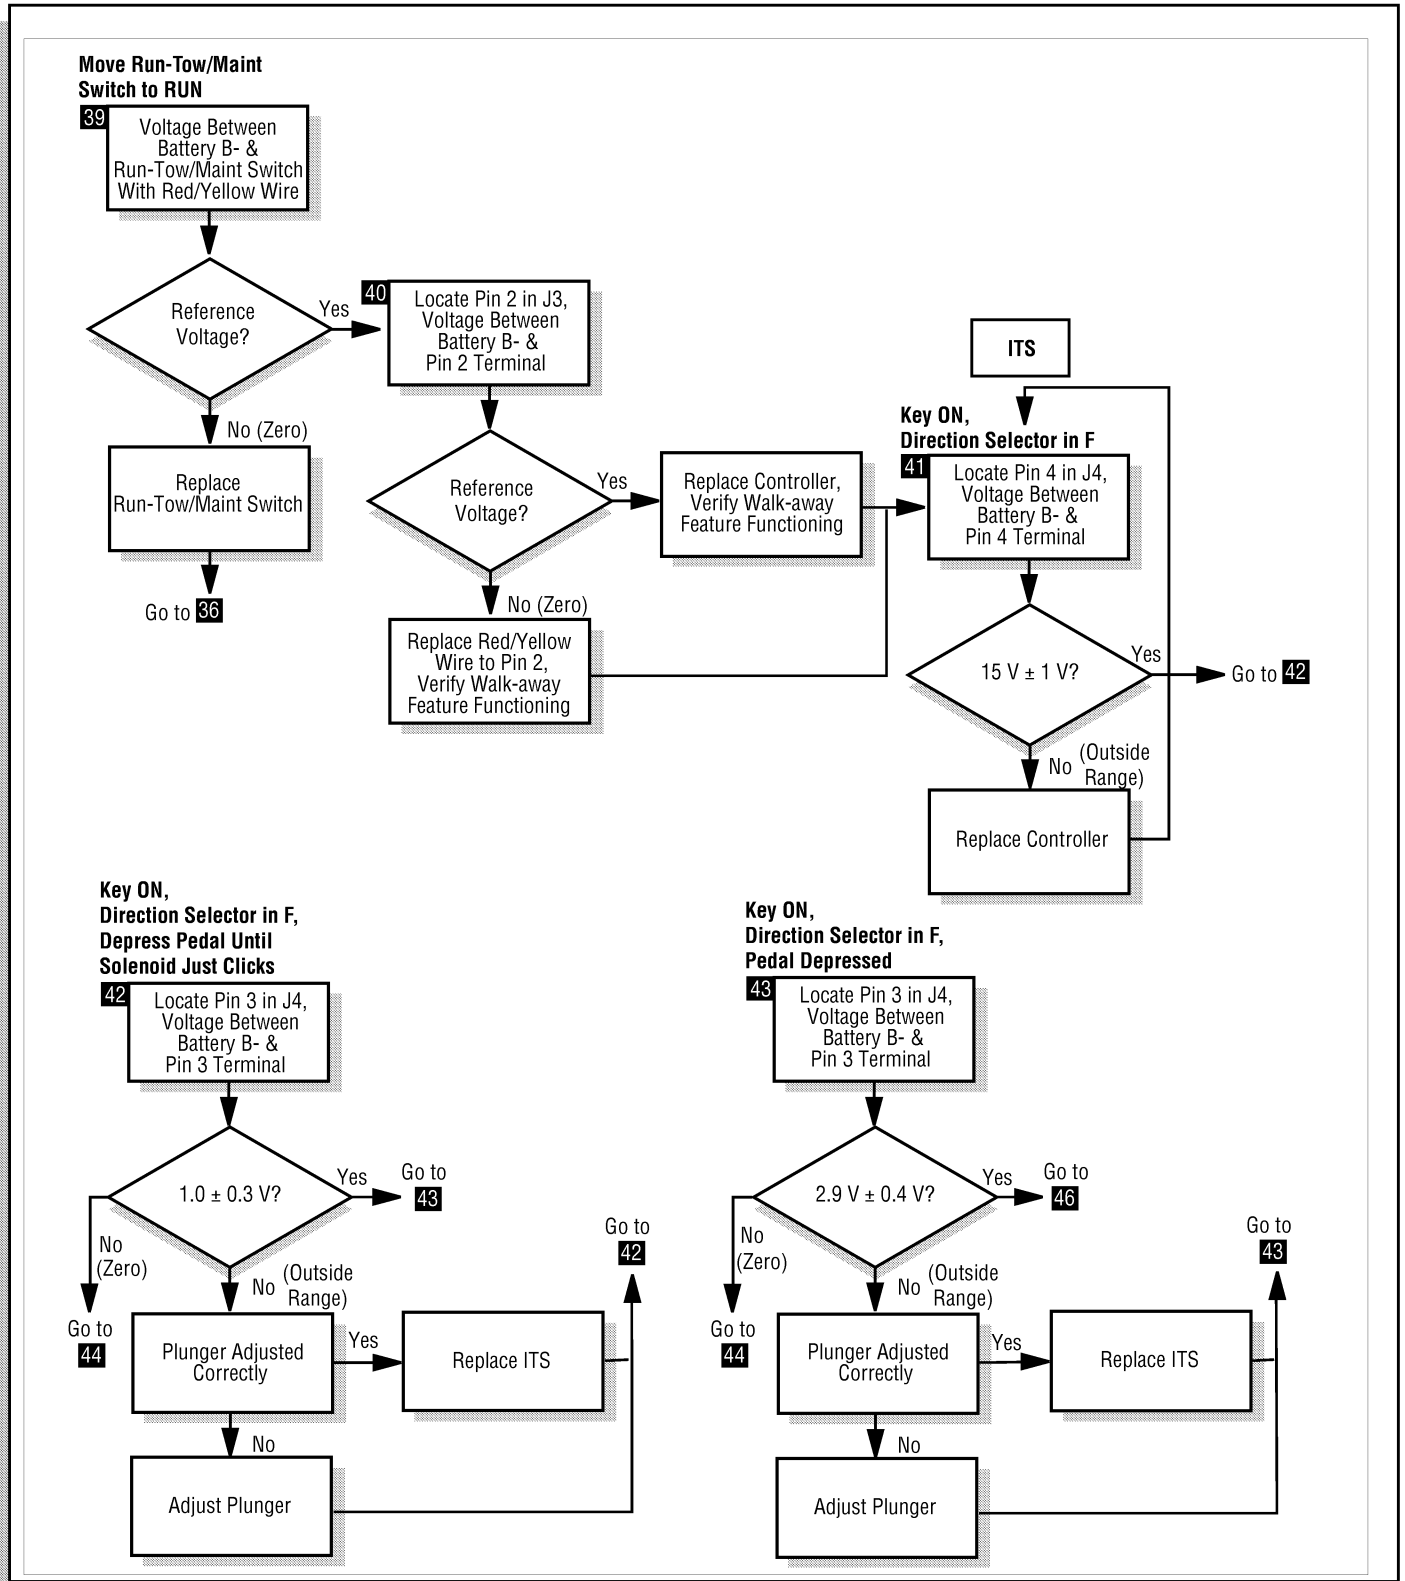 Move Run-Tow/Maint
Switch to RUN
39
Voltage Between
Battery B- &
Run-Tow/Maint Switch
With Red/Yellow Wire
Reference
Voltage?
Yes
No (Zero)
Replace
Run-Tow/Maint Switch
Go to 36
40
Locate Pin 2 in J3,
Voltage Between
Battery B- &
Pin 2 Terminal
Reference
Voltage?
Yes
No (Zero)
Replace Controller,
Verify Walk-away
Feature Functioning
Replace Red/Yellow
Wire to Pin 2,
Verify Walk-away
Feature Functioning
ITS
Key ON,
Direction Selector in F
41
Locate Pin 4 in J4,
Voltage Between
Battery B- &
Pin 4 Terminal
15 V ± 1 V?
Yes
Go to 42
No (Outside
Range)
Replace Controller
Key ON,
Direction Selector in F,
Depress Pedal Until
Solenoid Just Clicks
42
Locate Pin 3 in J4,
Voltage Between
Battery B- &
Pin 3 Terminal
1.0 ± 0.3 V?
Yes
Go to
43
No
(Zero)
Go to
44
No (Outside
Range)
Plunger Adjusted
Correctly
Yes
Replace ITS
Go to
42
No
Adjust Plunger
Key ON,
Direction Selector in F,
Pedal Depressed
43
Locate Pin 3 in J4,
Voltage Between
Battery B- &
Pin 3 Terminal
2.9 V ± 0.4 V?
Yes
Go to
46
No
(Zero)
Go to
44
No (Outside
Range)
Plunger Adjusted
Correctly
Yes
Replace ITS
Go to
43
No
Adjust Plunger